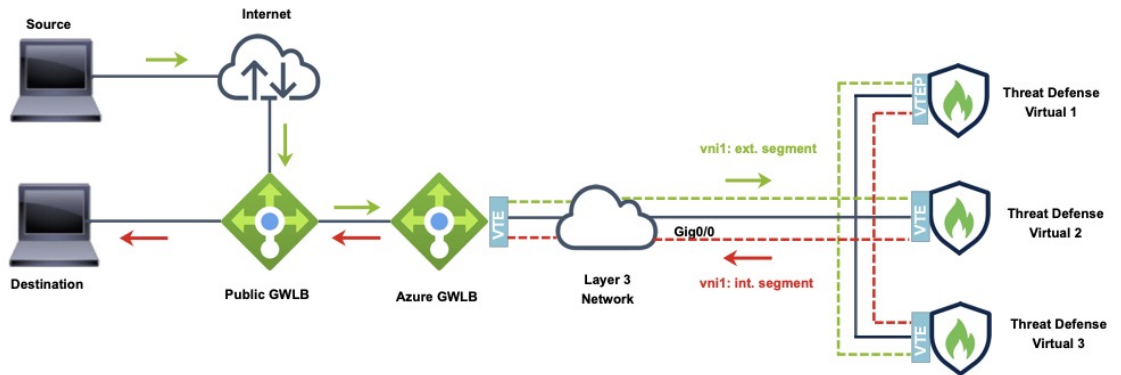 Source
Internet
VTEP
Threat Defense
Virtual 1
vni1: ext. segment
VTE
VTE
Threat Defense
Virtual 2
Gig0/0
Destination
Public GWLB
Azure GWLB
Layer 3
Network
vni1: int. segment
VTE
Threat Defense
Virtual 3